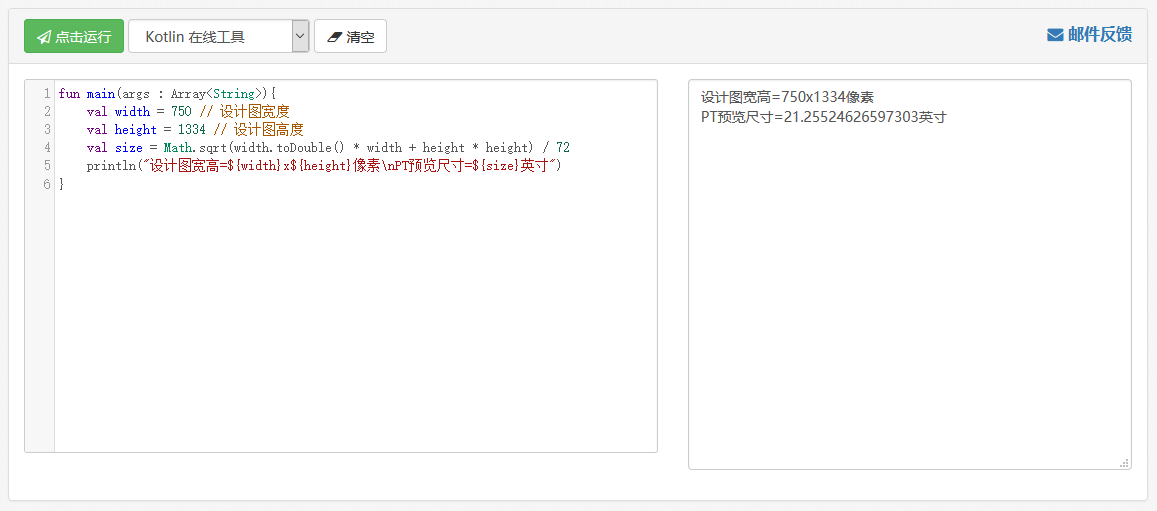 点击运行 Kotlin 在线工具 清空 邮件反馈
1 fun main(args : Array<String>){
2     val width = 750 // 设计图宽度
3     val height = 1334 // 设计图高度
4     val size = Math.sqrt(width.toDouble() * width + height * height) / 72
5     println("设计图宽高=${width}x${height}像素\nPT预览尺寸=${size}英寸")
6 }
设计图宽高=750x1334像素
PT预览尺寸=21.25524626597303英寸